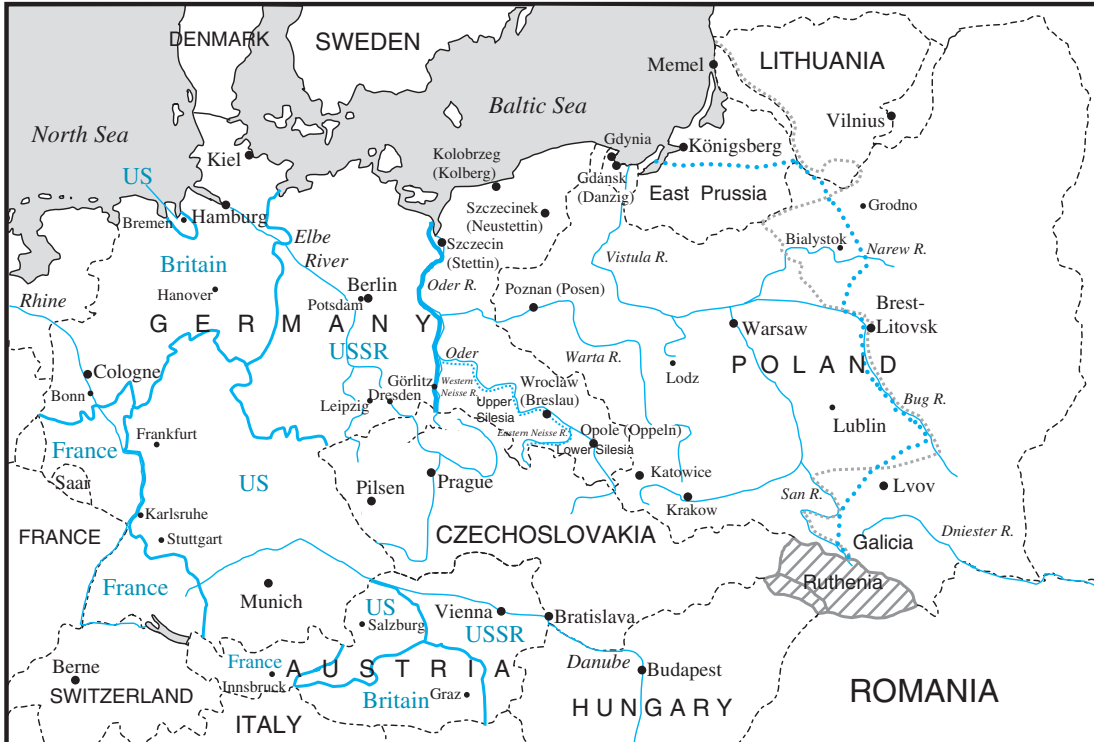 DENMARK
SWEDEN
LITHUANIA
Memel
North Sea
Baltic Sea
Vilnius
Kiel
Gdynia
Königsberg
Kolobrzeg
(Kolberg)
Gdánsk
(Danzig)
East Prussia
US
Bremen
Hamburg
Szczecinek
(Neustettin)
Grodno
Elbe
River
Szczecin
(Stettin)
Bialystok
Narew R.
Britain
Vistula R.
Rhine
Hanover
Berlin
Potsdam
Oder R.
Poznan (Posen)
Brest-
Litovsk
GERMANY
Warsaw
USSR
Oder
Warta R.
Lodz
POLAND
Cologne
Görlitz
Western
Neisse R.
Wroclaw
(Breslau)
Bonn
Leipzig
Dresden
Upper
Silesia
Bug R.
Lublin
Frankfurt
Eastern Neisse R.
Opole (Oppeln)
Lower Silesia
France
Saar
US
Prague
Katowice
Pilsen
Krakow
San R.
Lvov
Karlsruhe
FRANCE
Stuttgart
CZECHOSLOVAKIA
Galicia
Dniester R.
France
Munich
Ruthenia
US
Salzburg
Vienna
USSR
Bratislava
Berne
SWITZERLAND
France
Innsbruck
AUSTRIA
Danube
Budapest
Britain
Graz
ROMANIA
ITALY
HUNGARY